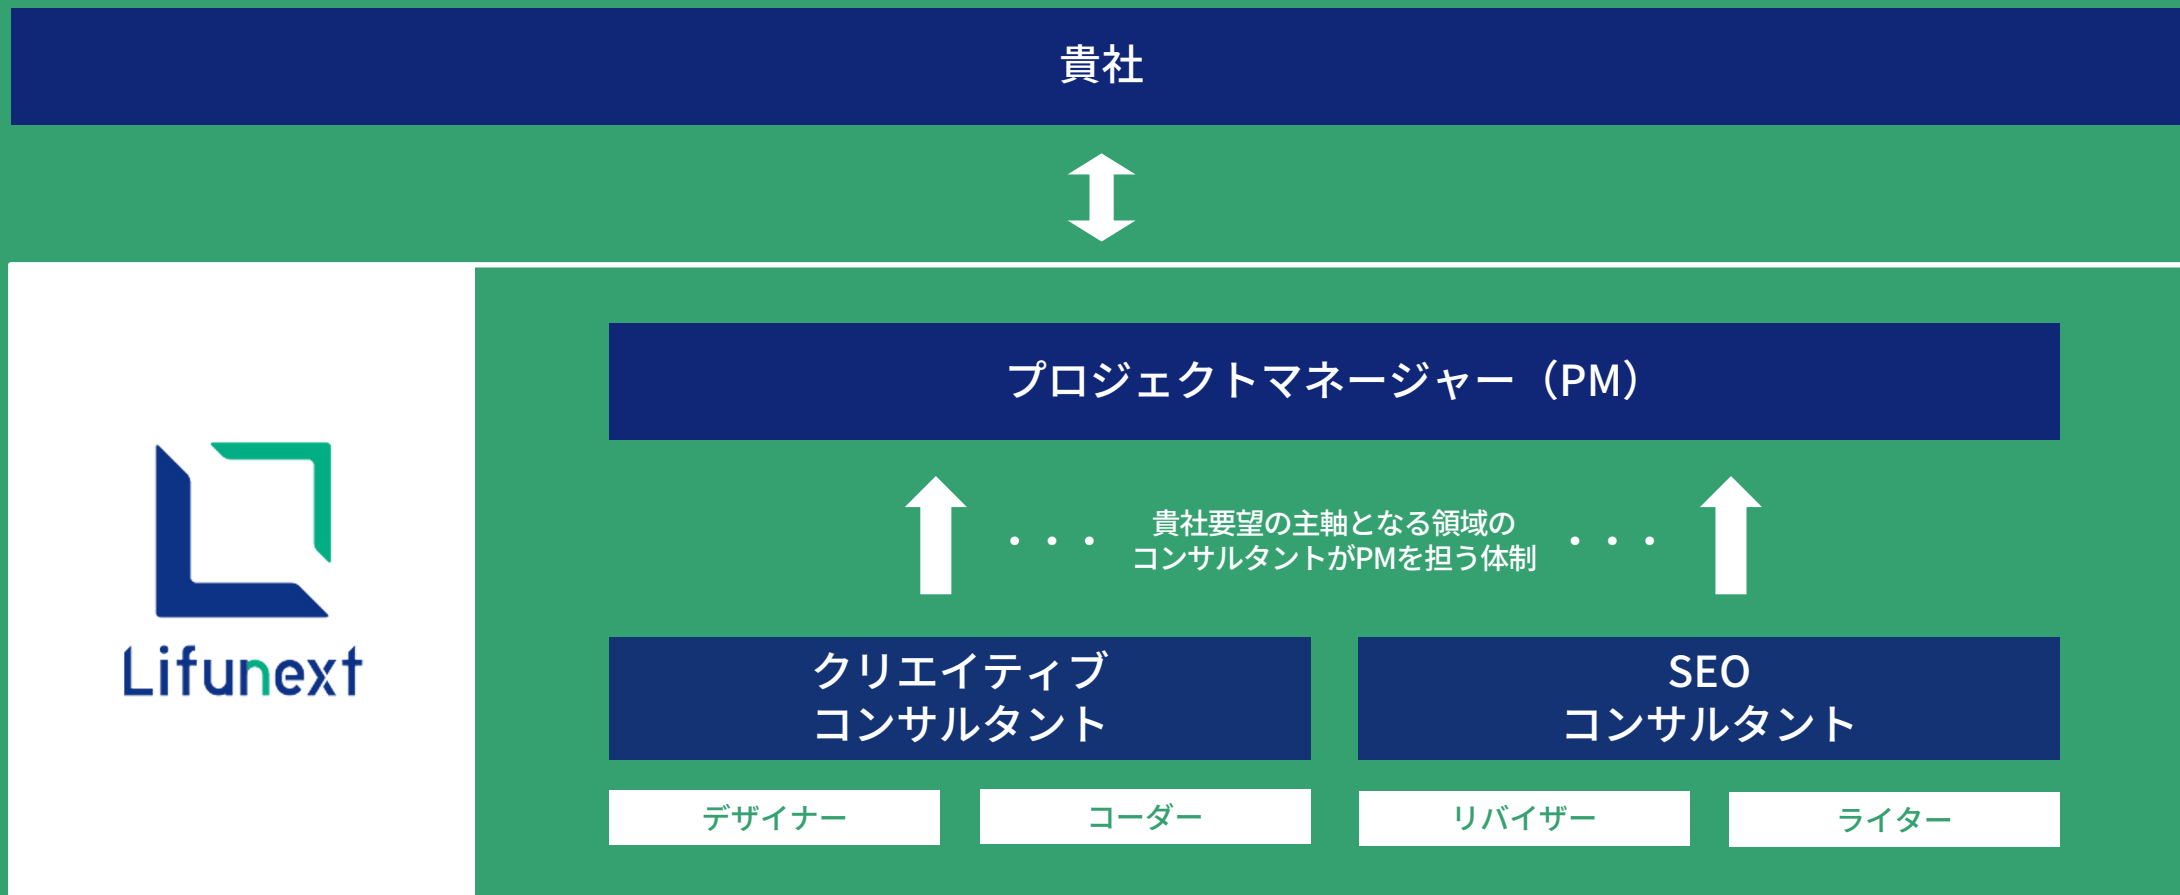 貴社
プロジェクトマネージャー（PM）
・・・ 貴社要望の主軸となる領域の ・・・
コンサルタントがPMを担う体制
Lifunext
クリエイティブ
コンサルタント
SEO
コンサルタント
デザイナー
コーダー
リバイザー
ライター